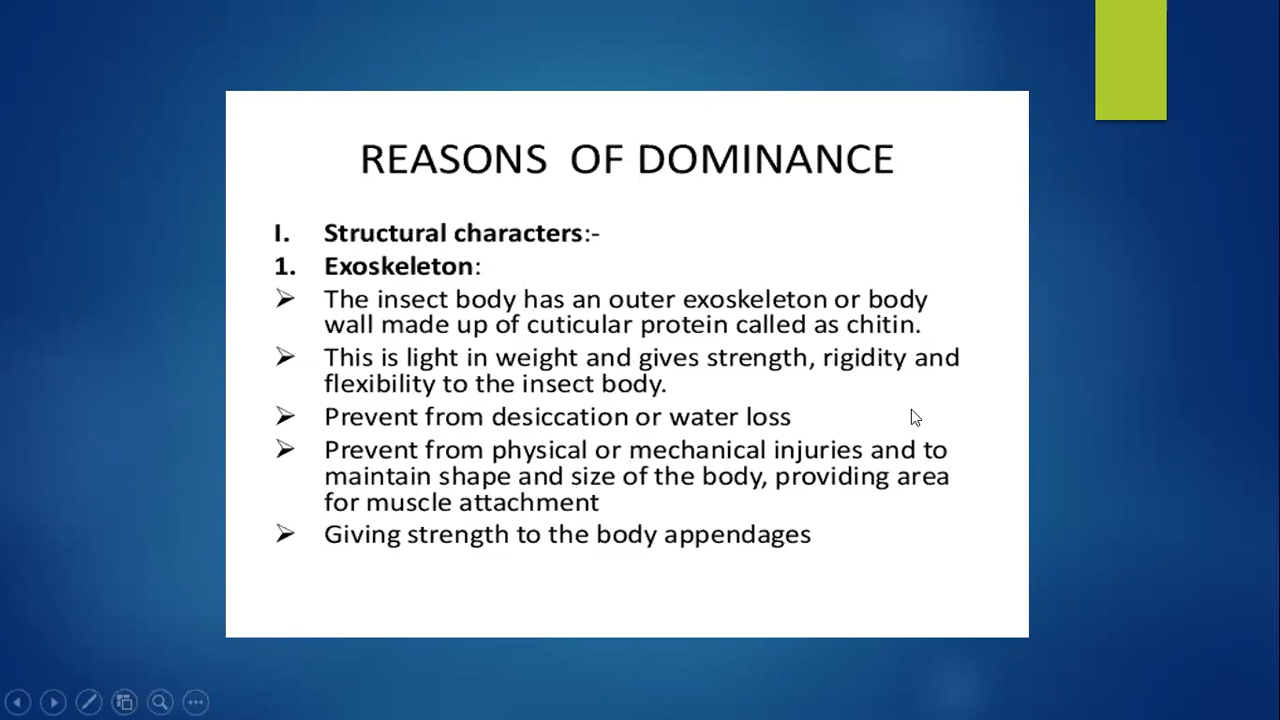 REASONS OF DOMINANCE
I. Structural characters:-
1. Exoskeleton:
➢ The insect body has an outer exoskeleton or body
wall made up of cuticular protein called as chitin.
➢ This is light in weight and gives strength, rigidity and
flexibility to the insect body.
➢ Prevent from desiccation or water loss
➢ Prevent from physical or mechanical injuries and to
maintain shape and size of the body, providing area
for muscle attachment
➢ Giving strength to the body appendages